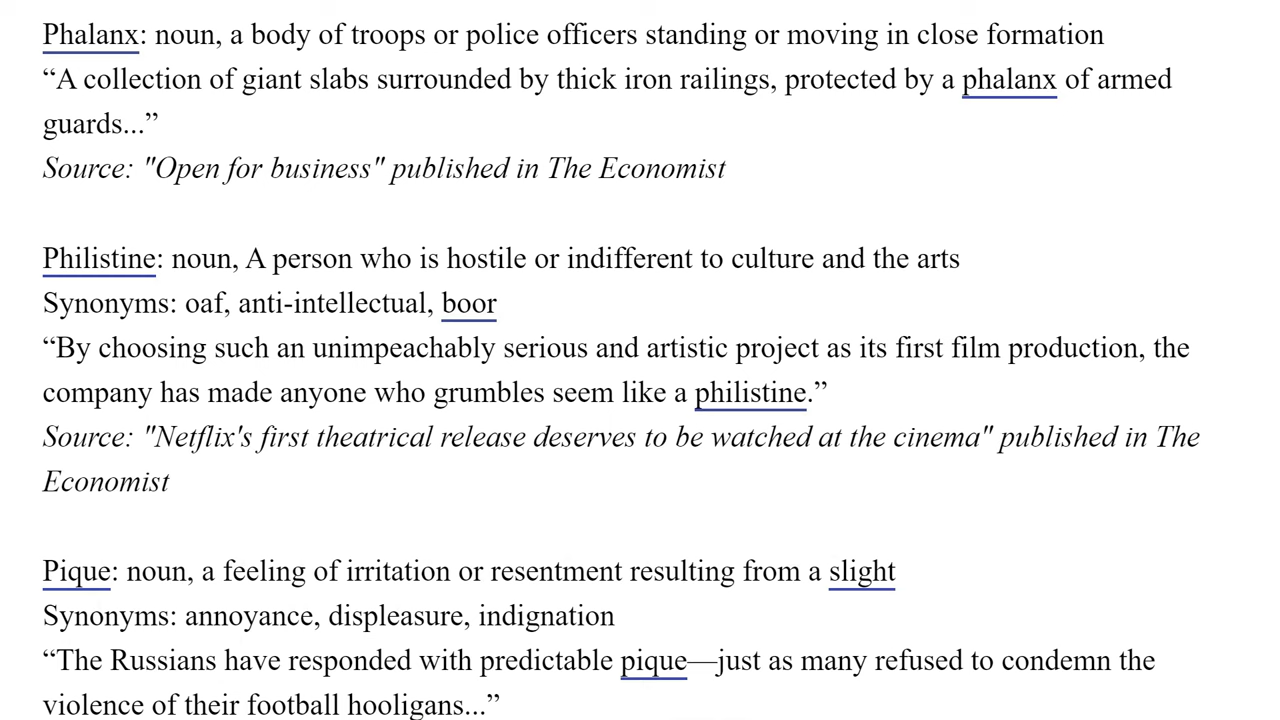 Phalanx: noun, a body of troops or police officers standing or moving in close formation
“A collection of giant slabs surrounded by thick iron railings, protected by a phalanx of armed
guards...”
Source: "Open for business" published in The Economist
Philistine: noun, A person who is hostile or indifferent to culture and the arts
Synonyms: oaf, anti-intellectual, boor
“By choosing such an unimpeachably serious and artistic project as its first film production, the
company has made anyone who grumbles seem like a philistine.”
Source: "Netflix's first theatrical release deserves to be watched at the cinema" published in The
Economist
Pique: noun, a feeling of irritation or resentment resulting from a slight
Synonyms: annoyance, displeasure, indignation
“The Russians have responded with predictable pique—just as many refused to condemn the
violence of their football hooligans...”